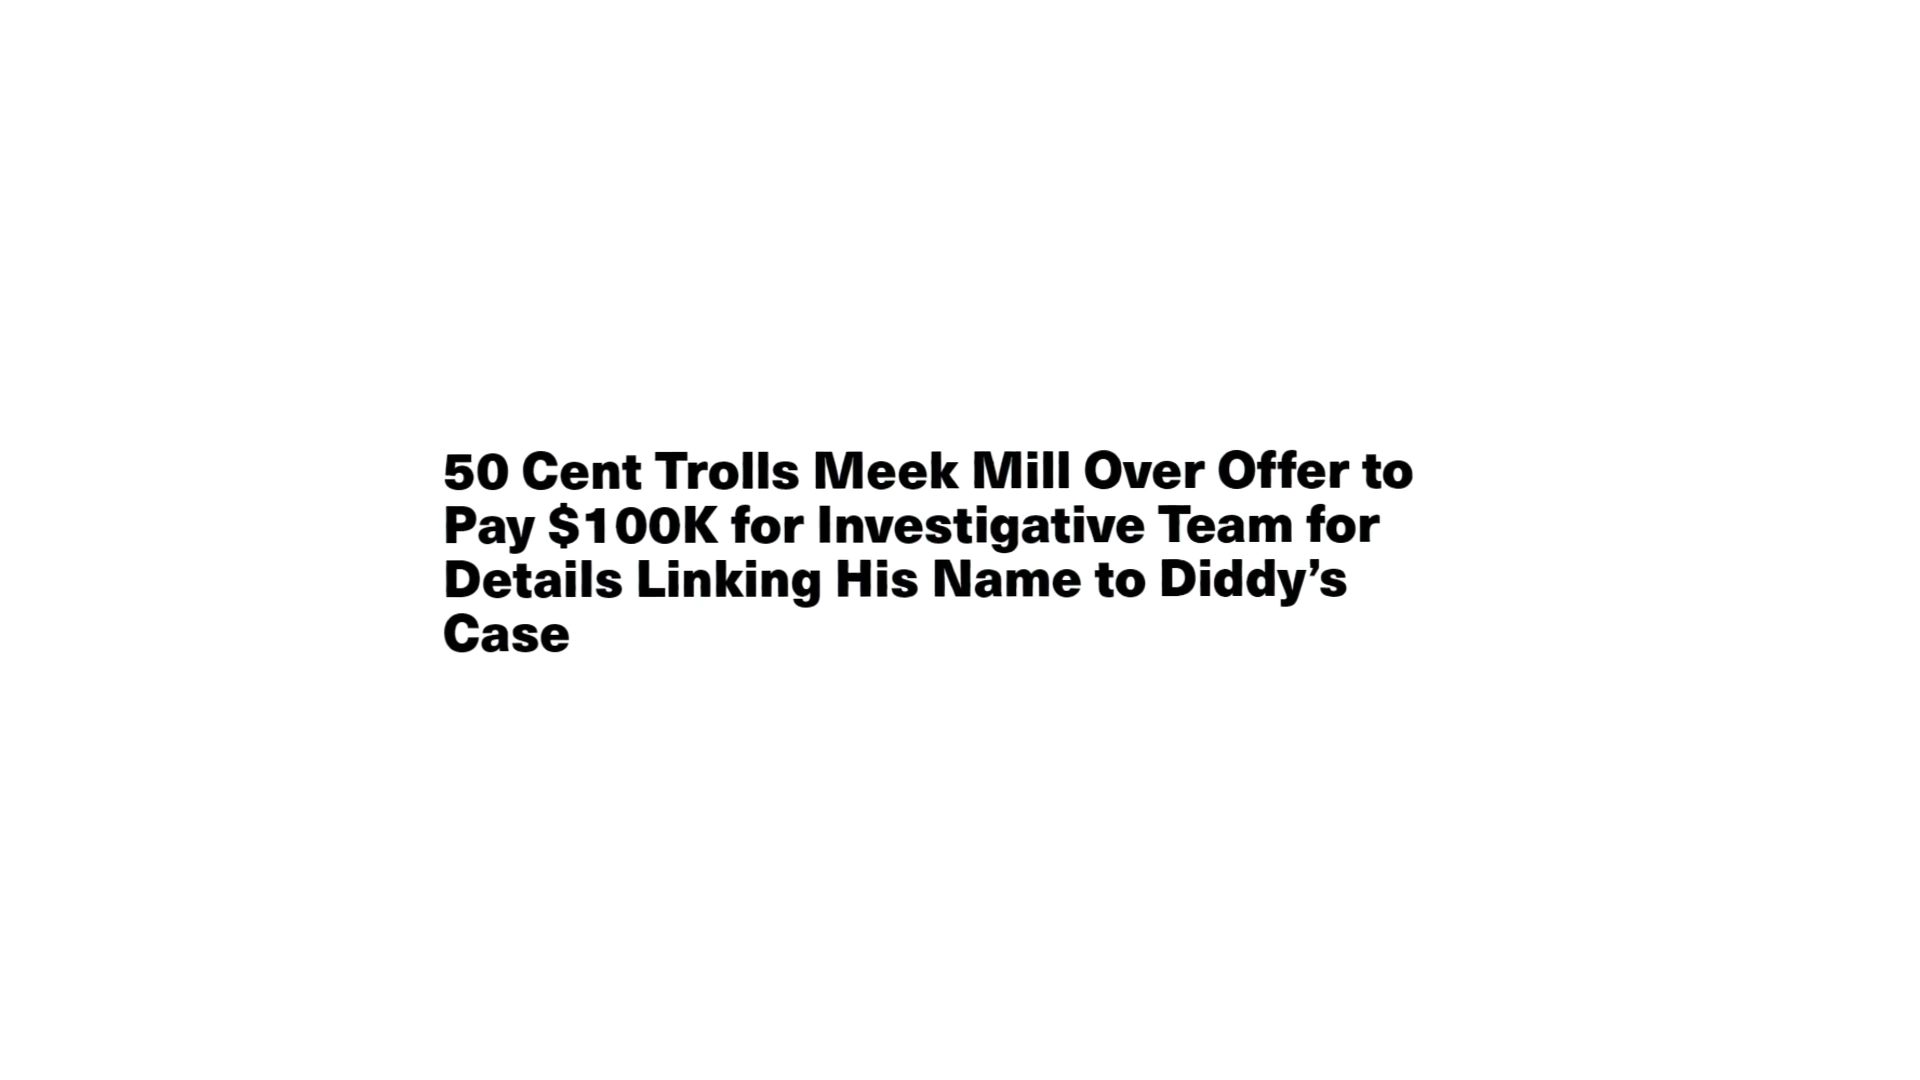 50 Cent Trolls Meek Mill Over Offer to
Pay $100K for Investigative Team for
Details Linking His Name to Diddy’s
Case